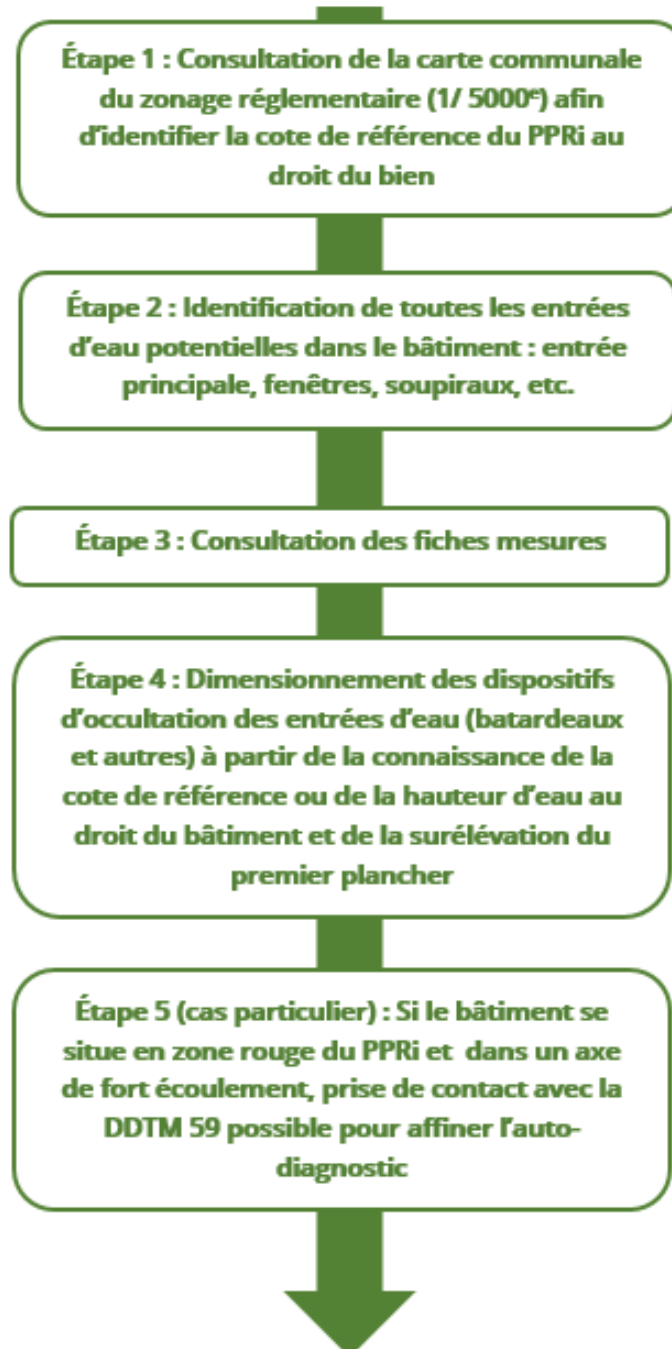 Étape 1 : Consultation de la carte communale
du zonage réglementaire (1/ 5000ᵉ) afin
d’identifier la cote de référence du PPRi au
droit du bien
Étape 2 : Identification de toutes les entrées
d’eau potentielles dans le bâtiment : entrée
principale, fenêtres, soupiraux, etc.
Étape 3 : Consultation des fiches mesures
Étape 4 : Dimensionnement des dispositifs
d’occultation des entrées d’eau (batardeaux
et autres) à partir de la connaissance de la
cote de référence ou de la hauteur d’eau au
droit du bâtiment et de la surélévation du
premier plancher
Étape 5 (cas particulier) : Si le bâtiment se
situe en zone rouge du PPRi et dans un axe
de fort écoulement, prise de contact avec la
DDTM 59 possible pour affiner l’auto-
diagnostic